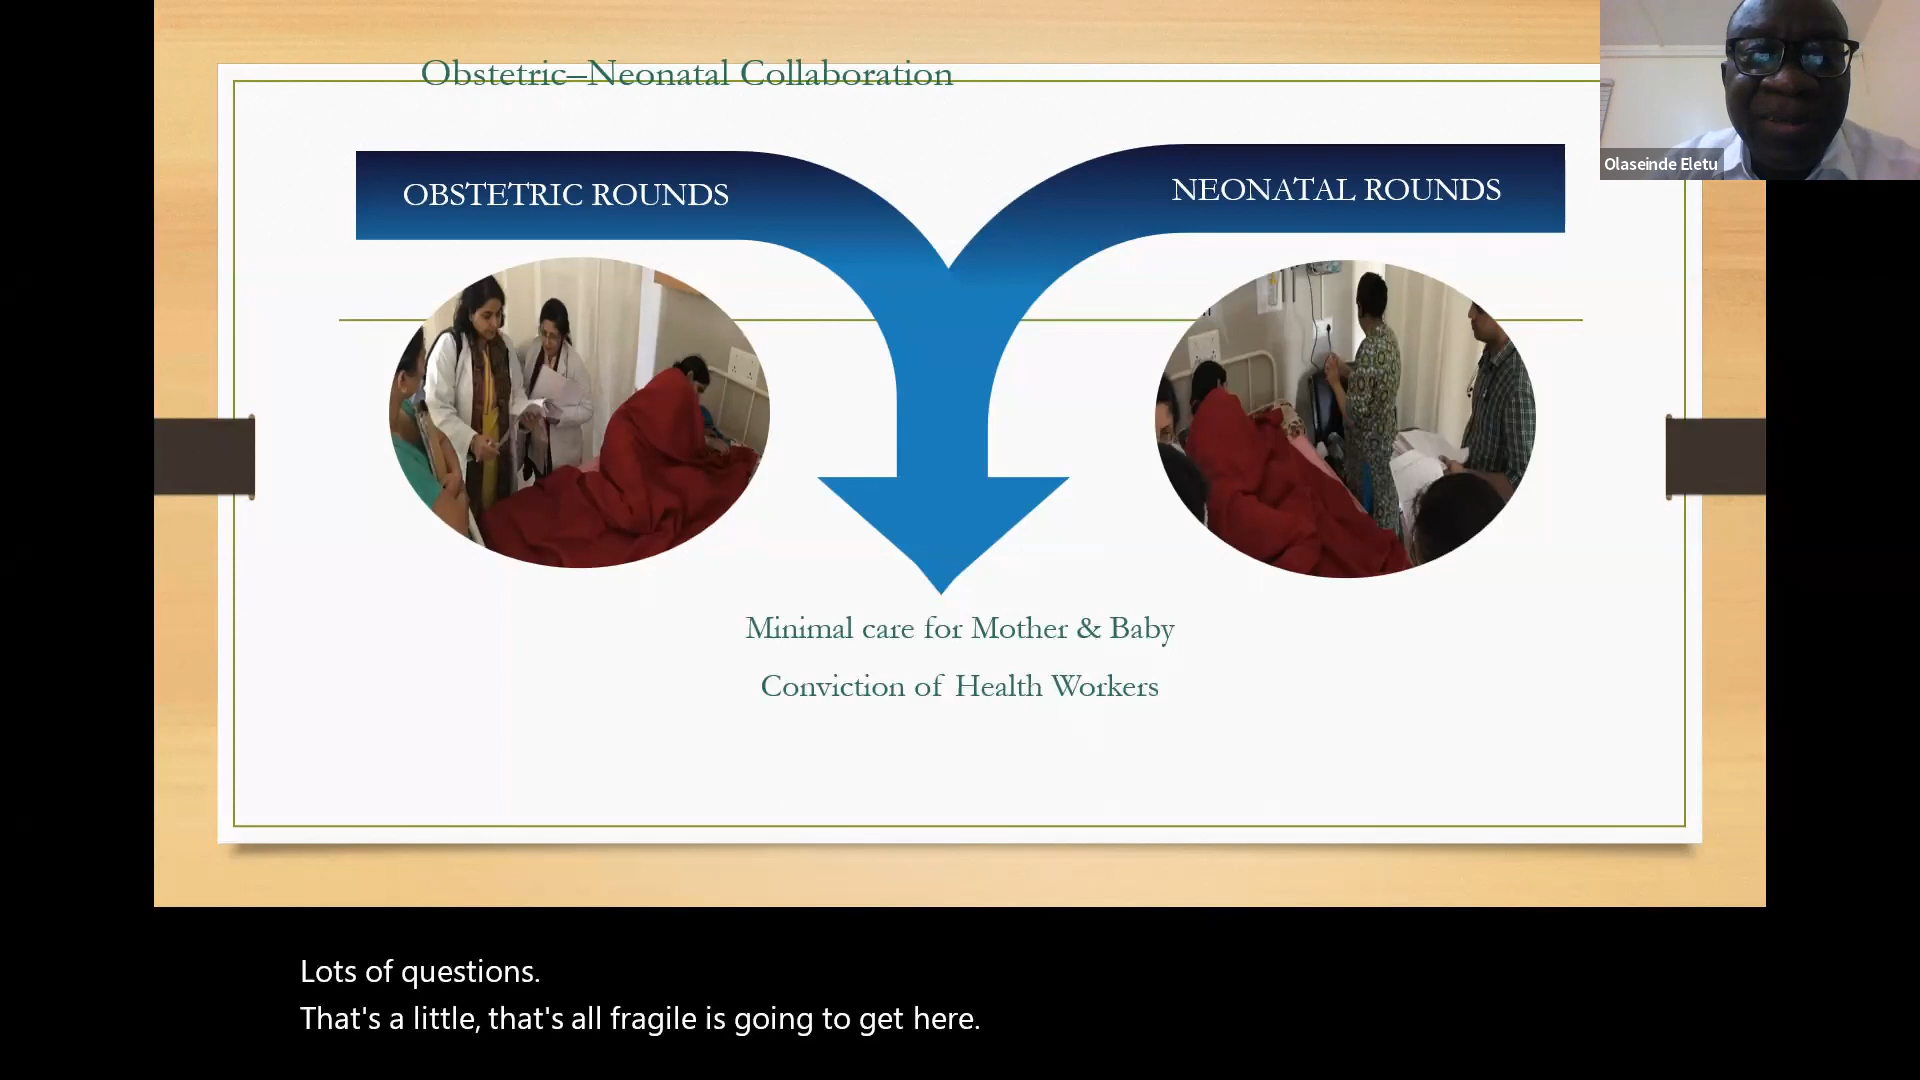 Obstetric–Neonatal Collaboration
OBSTETRIC ROUNDS
NEONATAL ROUNDS
Olaseinde Eletu
Minimal care for Mother & Baby
Conviction of Health Workers
Lots of questions.
That's a little, that's all fragile is going to get here.